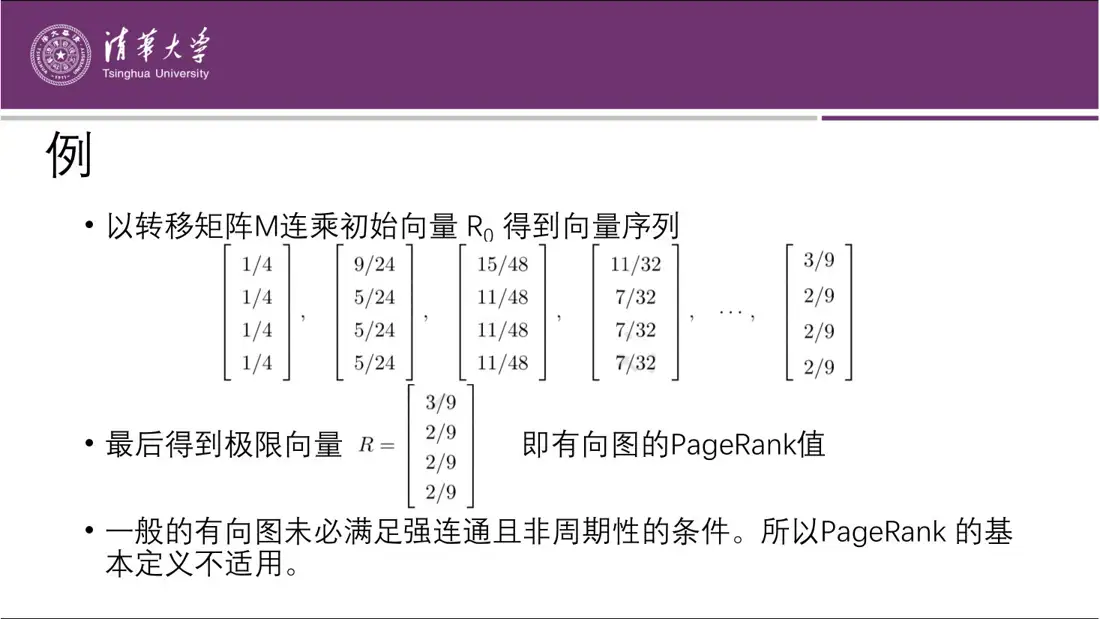 清华大学
Tsinghua University
例
• 以转移矩阵M连乘初始向量 R₀ 得到向量序列
1/4 9/24 15/48 11/32 3/9
1/4 5/24 11/48 7/32 2/9
1/4 , 5/24 , 11/48 , 7/32 , ··· , 2/9
1/4 5/24 11/48 7/32 2/9
• 最后得到极限向量 R = [3/9 2/9 2/9 2/9] 即有向图的PageRank值
• 一般的有向图未必满足强连通且非周期性的条件。所以PageRank 的基
本定义不适用。